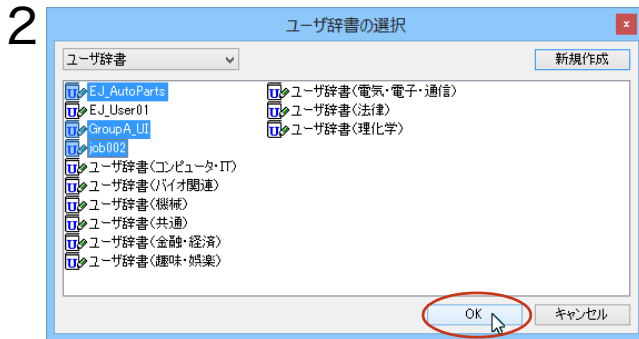 2
ユーザ辞書の選択
x
ユーザ辞書
新規作成
EJ_AutoParts
EJ_User01
GroupA_UI
job002
ユーザ辞書(コンピュータ・IT)
ユーザ辞書(バイオ関連)
ユーザ辞書(機械)
ユーザ辞書(共通)
ユーザ辞書(金融・経済)
ユーザ辞書(趣味・娯楽)
ユーザ辞書(電気・電子・通信)
ユーザ辞書(法律)
ユーザ辞書(理化学)
OK
キャンセル